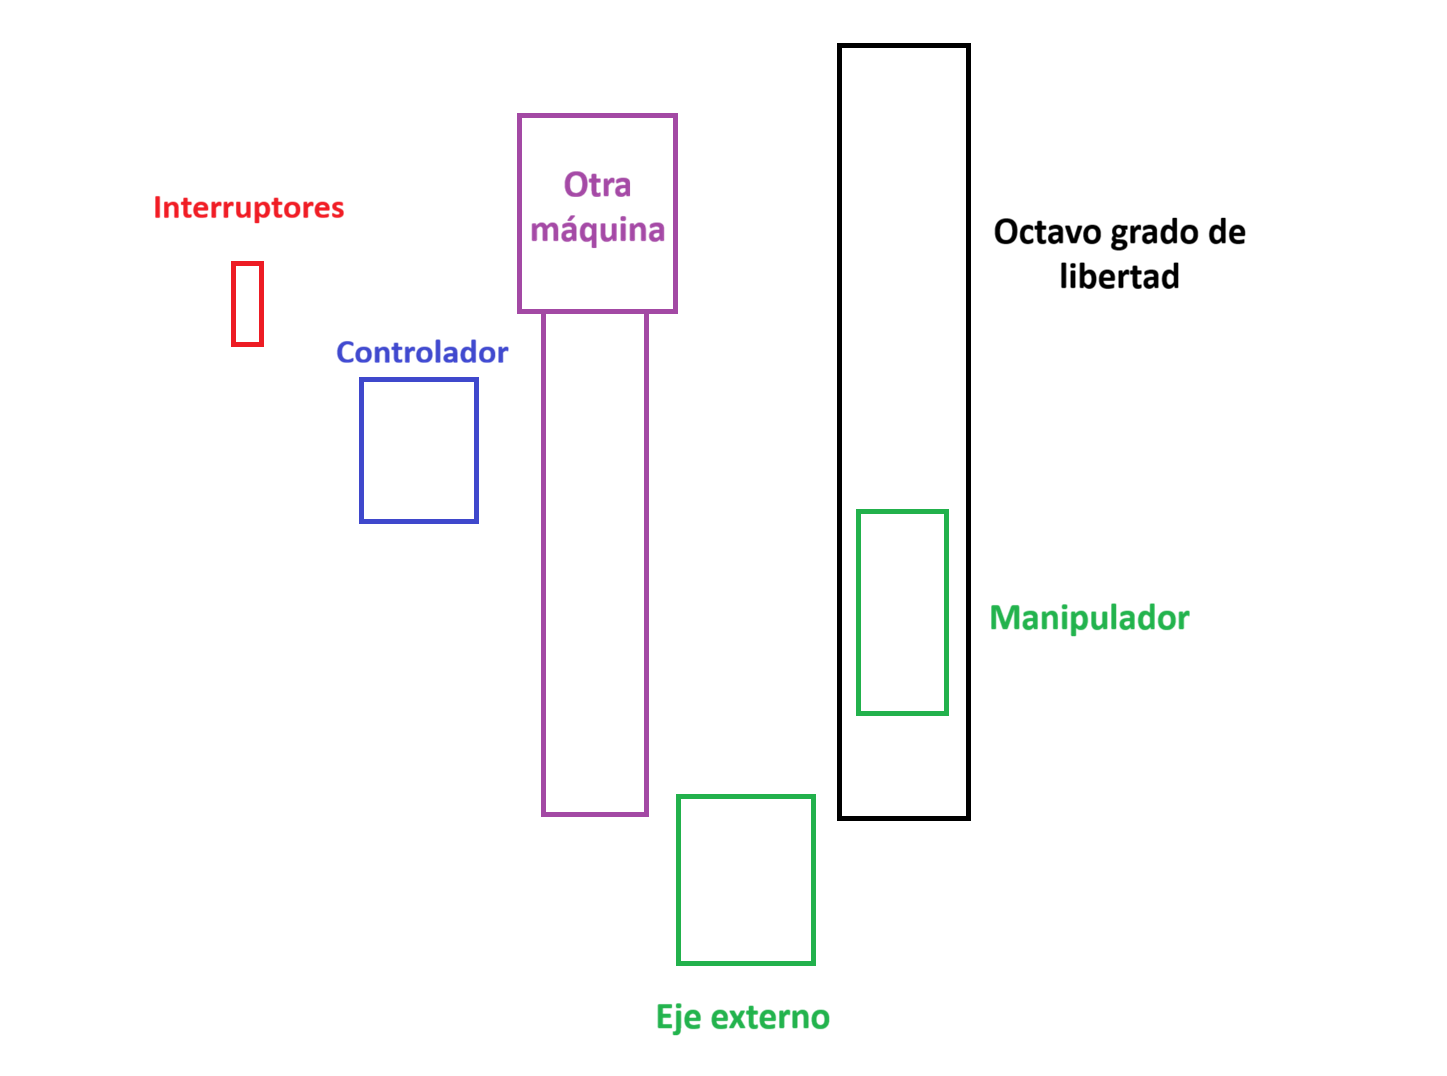 Otra
máquina
Interruptores
Octavo grado de
libertad
Controlador
Manipulador
Eje externo